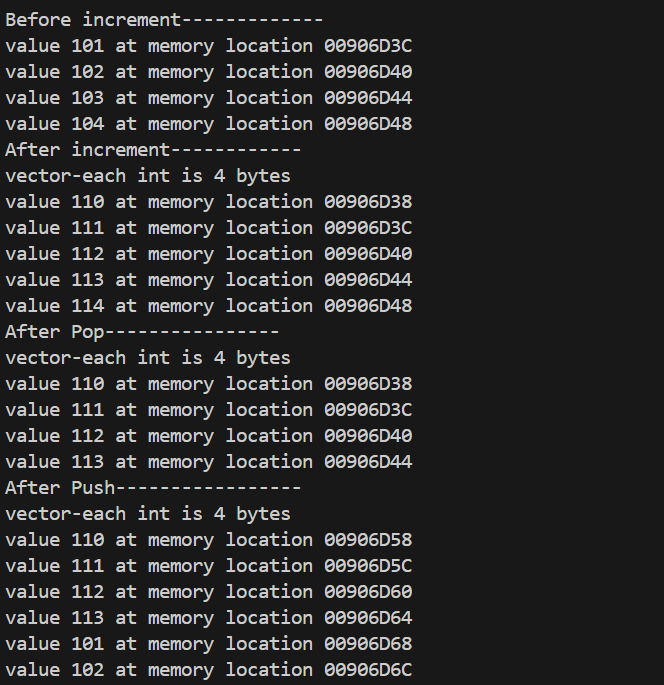 Before increment-------------
value 101 at memory location 00906D3C
value 102 at memory location 00906D40
value 103 at memory location 00906D44
value 104 at memory location 00906D48
After increment------------
vector-each int is 4 bytes
value 110 at memory location 00906D38
value 111 at memory location 00906D3C
value 112 at memory location 00906D40
value 113 at memory location 00906D44
value 114 at memory location 00906D48
After Pop----------------
vector-each int is 4 bytes
value 110 at memory location 00906D38
value 111 at memory location 00906D3C
value 112 at memory location 00906D40
value 113 at memory location 00906D44
After Push-----------------
vector-each int is 4 bytes
value 110 at memory location 00906D58
value 111 at memory location 00906D5C
value 112 at memory location 00906D60
value 113 at memory location 00906D64
value 101 at memory location 00906D68
value 102 at memory location 00906D6C